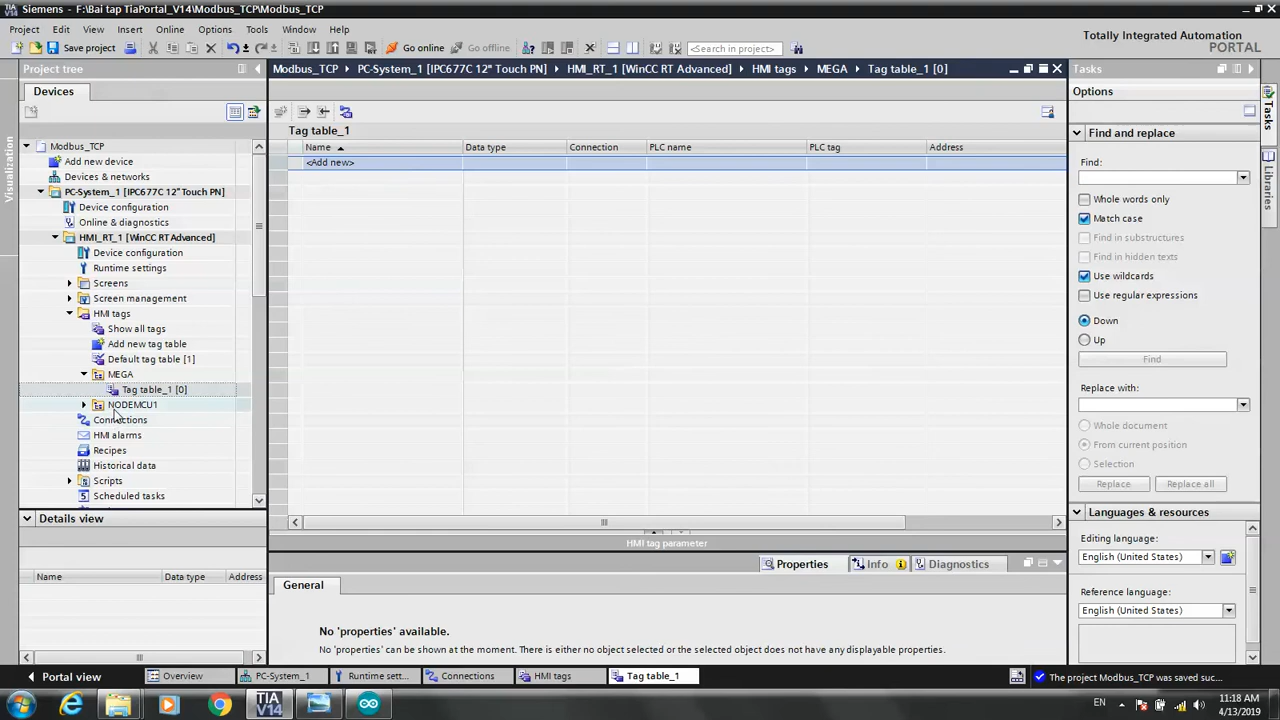 Siemens - F:\Bai tap TiaPortal_V14\Modbus_TCP\Modbus_TCP
Project Edit View Insert Online Options Tools Window Help
Totally Integrated Automation
PORTAL
Save project Go online Go offline <Search in project>
Project tree
Modbus_TCP PC-System_1 [IPC677C 12" Touch PN] HMI_RT_1 [WinCC RT Advanced] HMI tags MEGA Tag table_1 [0]
Tasks
Devices
Options
Visualization
Tasks
Libraries
Tag table_1
Find and replace
Name Data type Connection PLC name PLC tag Address
<Add new>
Modbus_TCP
Add new device
Devices & networks
PC-System_1 [IPC677C 12" Touch PN]
Device configuration
Online & diagnostics
HMI_RT_1 [WinCC RT Advanced]
Device configuration
Runtime settings
Screens
Screen management
HMI tags
Show all tags
Add new tag table
Default tag table [1]
MEGA
Tag table_1 [0]
NODEMCU1
Connections
HMI alarms
Recipes
Historical data
Scripts
Scheduled tasks
Find:
Whole words only
Match case
Find in substructures
Find in hidden texts
Use wildcards
Use regular expressions
Down
Up
Find
Replace with:
Whole document
From current position
Selection
Replace Replace all
Languages & resources
Editing language:
English (United States)
Reference language:
English (United States)
Details view
Name Data type Address
HMI tag parameter
Properties Info Diagnostics
General
No 'properties' available.
No 'properties' can be shown at the moment. There is either no object selected or the selected object does not have any displayable properties.
Portal view Overview PC-System_1 Runtime sett... Connections HMI tags Tag table_1 The project Modbus_TCP was saved suc...
TIA V14
EN 11:18 AM
4/13/2019